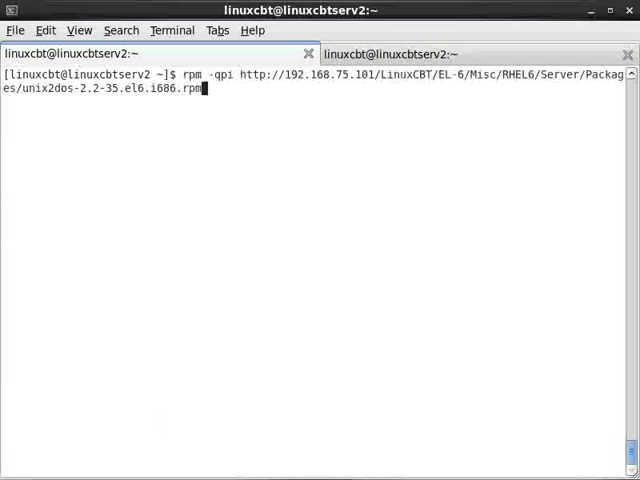 linuxcbt@linuxcbtserv2:~
File Edit View Search Terminal Tabs Help
linuxcbt@linuxcbtserv2:~ linuxcbt@linuxcbtserv2:~
[linuxcbt@linuxcbtserv2 ~]$ rpm -qpi http://192.168.75.101/LinuxCBT/EL-6/Misc/RHEL6/Server/Packag
es/unix2dos-2.2-35.el6.i686.rpm